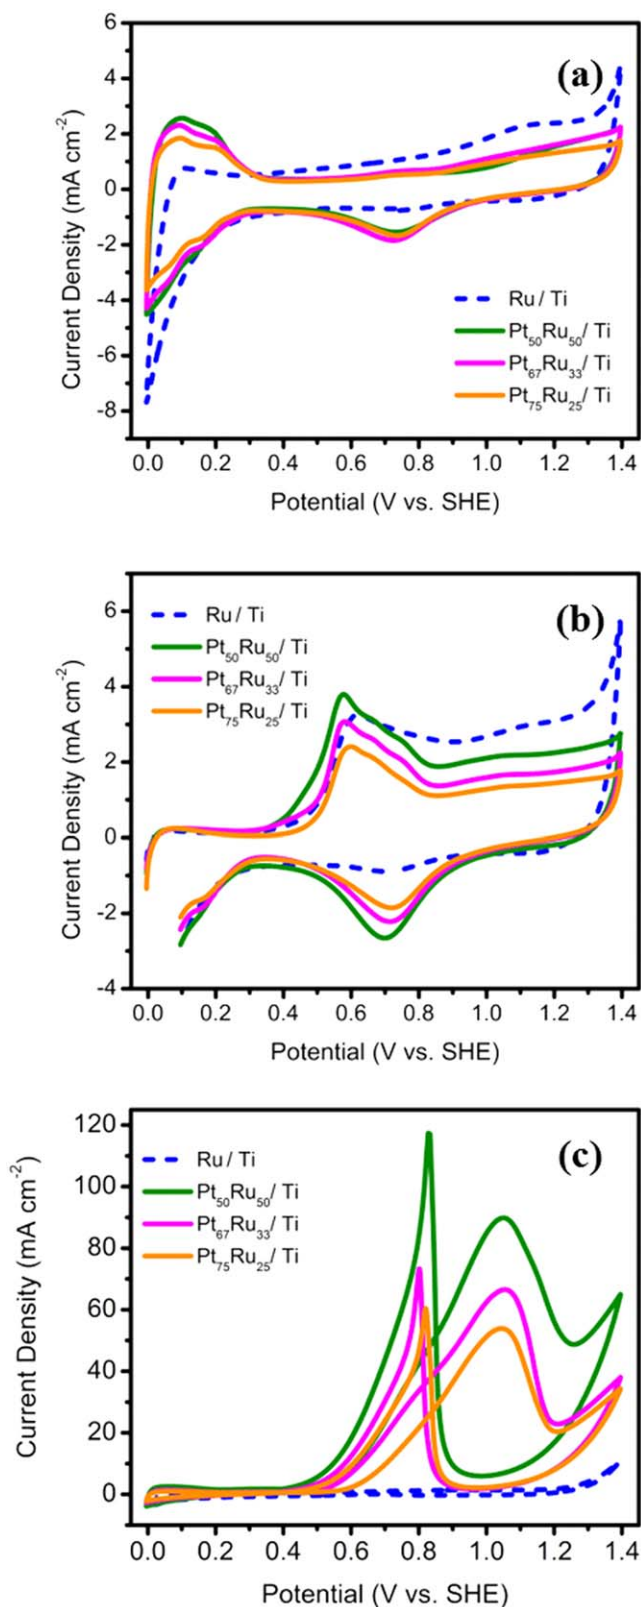 (a)
6
4
2
0
-2
-4
-6
-8
Current Density (mA cm⁻²)
Ru / Ti
Pt₅₀Ru₅₀/ Ti
Pt₆₇Ru₃₃/ Ti
Pt₇₅Ru₂₅/ Ti
0.0 0.2 0.4 0.6 0.8 1.0 1.2 1.4
Potential (V vs. SHE)
(b)
6
4
2
0
-2
-4
Current Density (mA cm⁻²)
Ru / Ti
Pt₅₀Ru₅₀/ Ti
Pt₆₇Ru₃₃/ Ti
Pt₇₅Ru₂₅/ Ti
0.0 0.2 0.4 0.6 0.8 1.0 1.2 1.4
Potential (V vs. SHE)
(c)
120
100
80
60
40
20
0
Current Density (mA cm⁻²)
Ru / Ti
Pt₅₀Ru₅₀/ Ti
Pt₆₇Ru₃₃/ Ti
Pt₇₅Ru₂₅/ Ti
0.0 0.2 0.4 0.6 0.8 1.0 1.2 1.4
Potential (V vs. SHE)